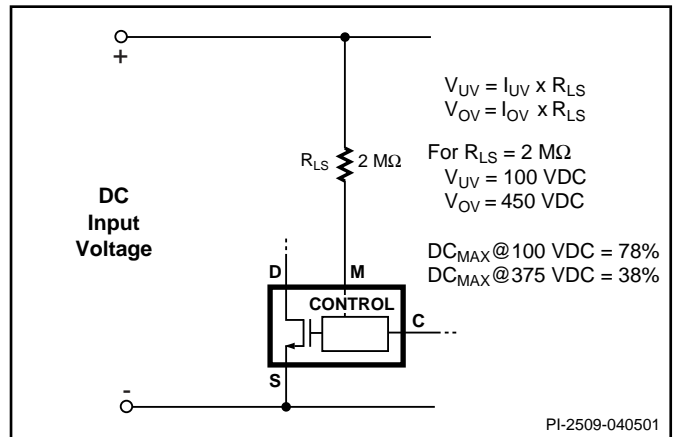 +
V_UV = I_UV x R_LS
V_OV = I_OV x R_LS
R_LS 2 MΩ
For R_LS = 2 MΩ
V_UV = 100 VDC
V_OV = 450 VDC
DC
Input
Voltage
DC_MAX@100 VDC = 78%
DC_MAX@375 VDC = 38%
D M
CONTROL
C
S
-
PI-2509-040501